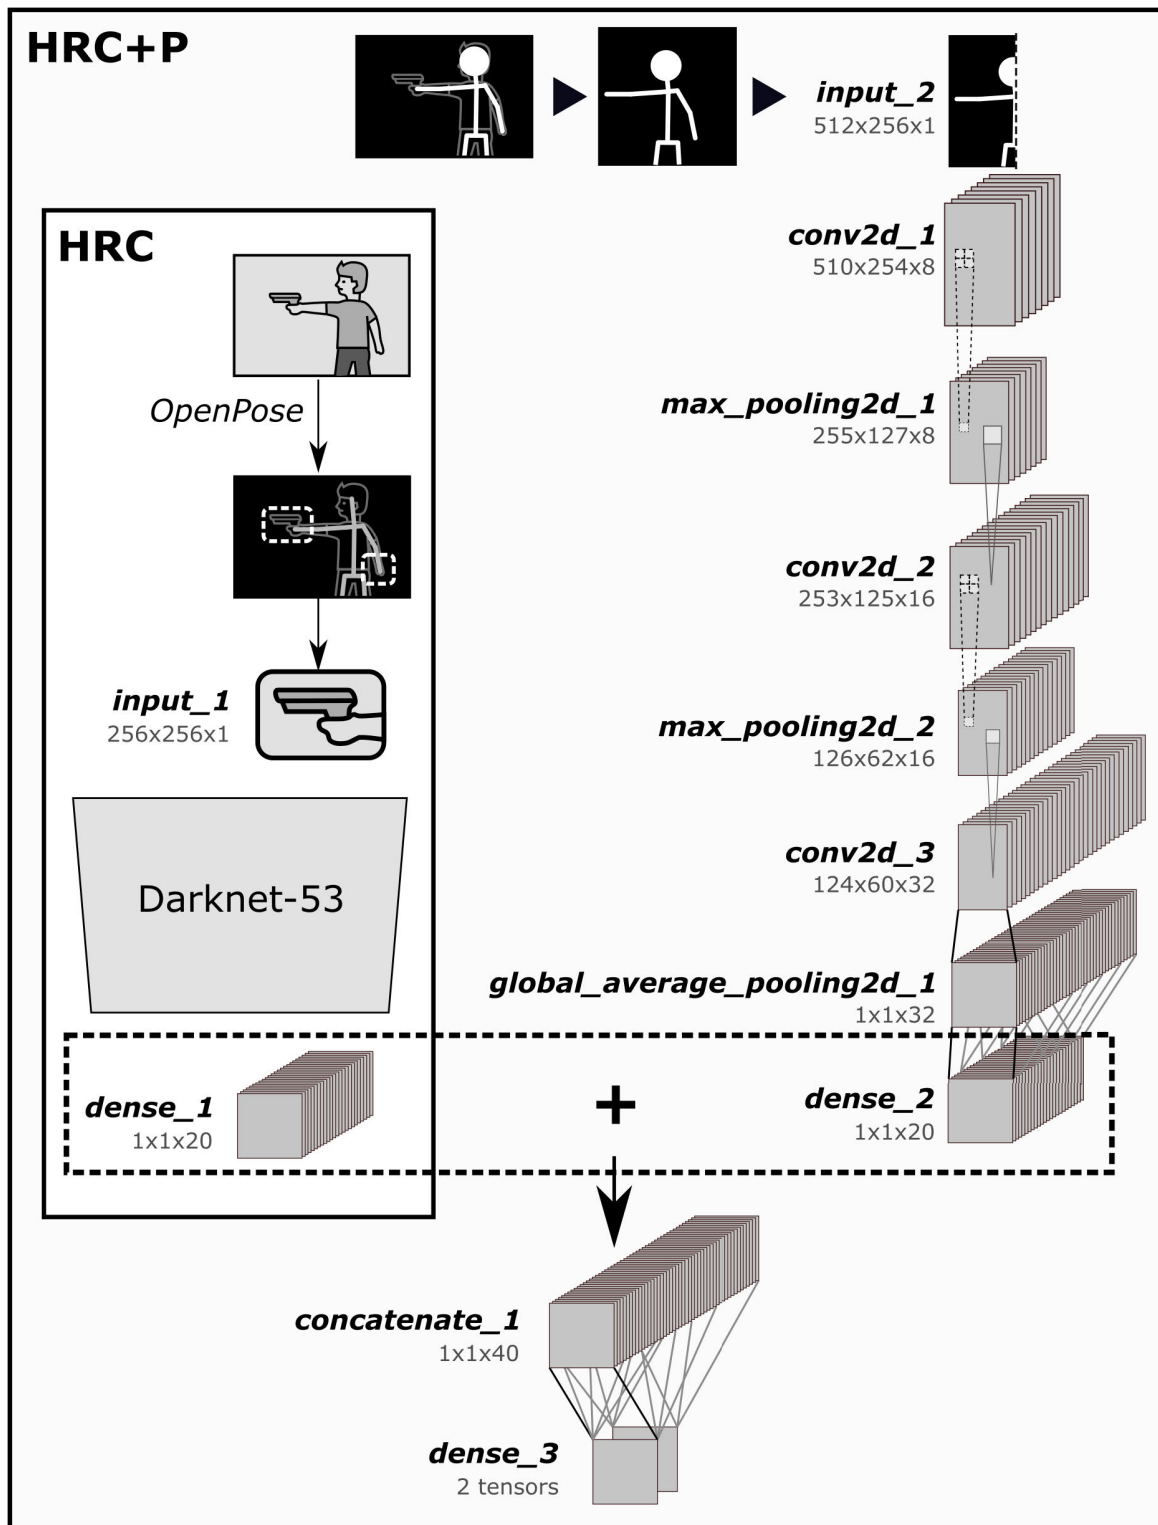 HRC+P
input_2
512x256x1
conv2d_1
510x254x8
max_pooling2d_1
255x127x8
conv2d_2
253x125x16
max_pooling2d_2
126x62x16
conv2d_3
124x60x32
global_average_pooling2d_1
1x1x32
HRC
OpenPose
input_1
256x256x1
Darknet-53
dense_1
1x1x20
+
dense_2
1x1x20
concatenate_1
1x1x40
dense_3
2 tensors